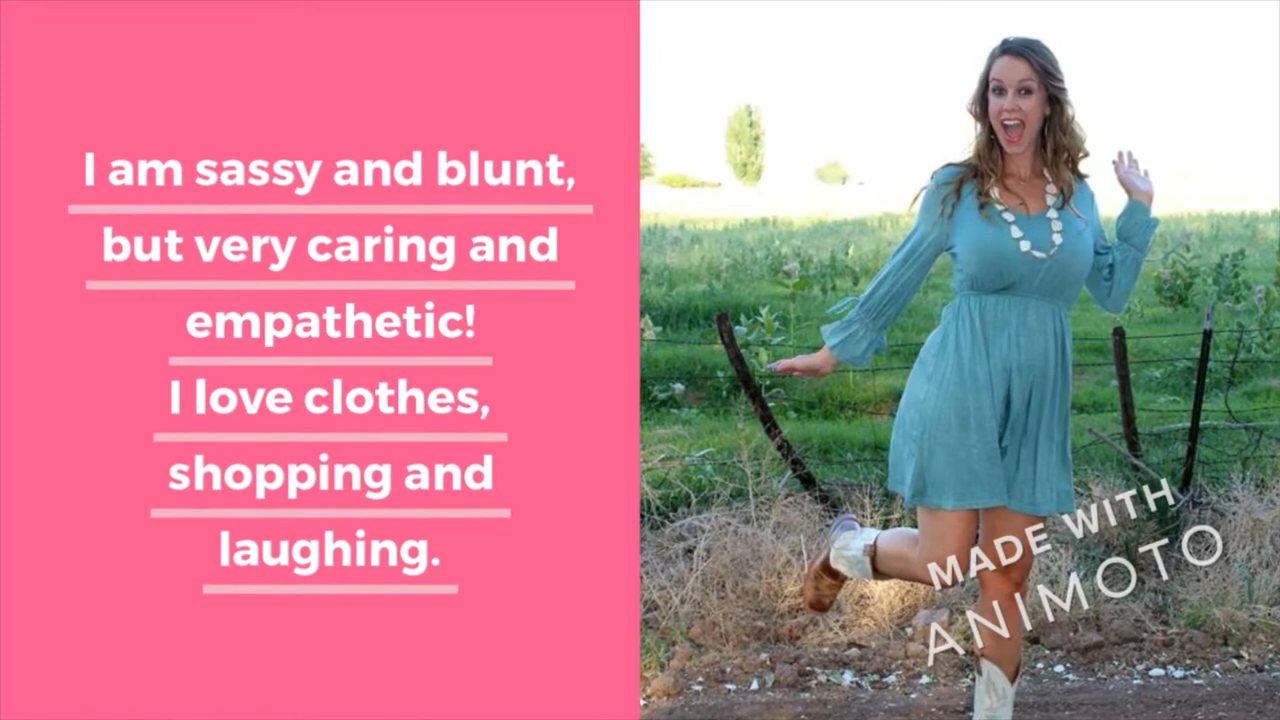 I am sassy and blunt,
but very caring and
empathetic!
I love clothes,
shopping and
laughing.
MADE WITH
ANIMOTO